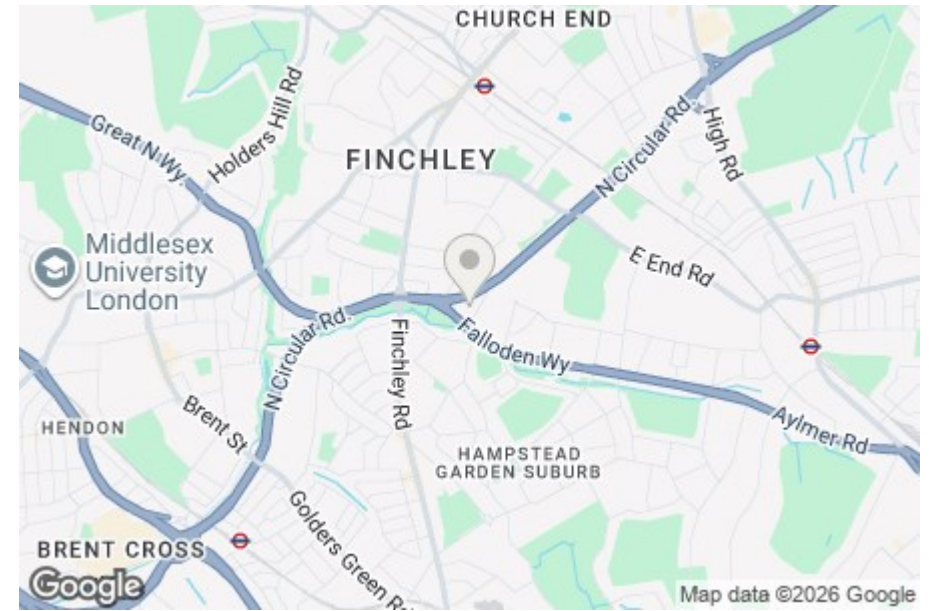 CHURCH END
Holders Hill Rd
Great N Wy.
High Rd
N Circular Rd.
FINCHLEY
Middlesex
University
London
E End Rd
N Circular Rd.
Finchley Rd
Falloden Wy
Brent St
HENDON
Aylmer Rd
HAMPSTEAD
GARDEN SUBURB
Golders Green Rd
BRENT CROSS
Google
Map data ©2026 Google